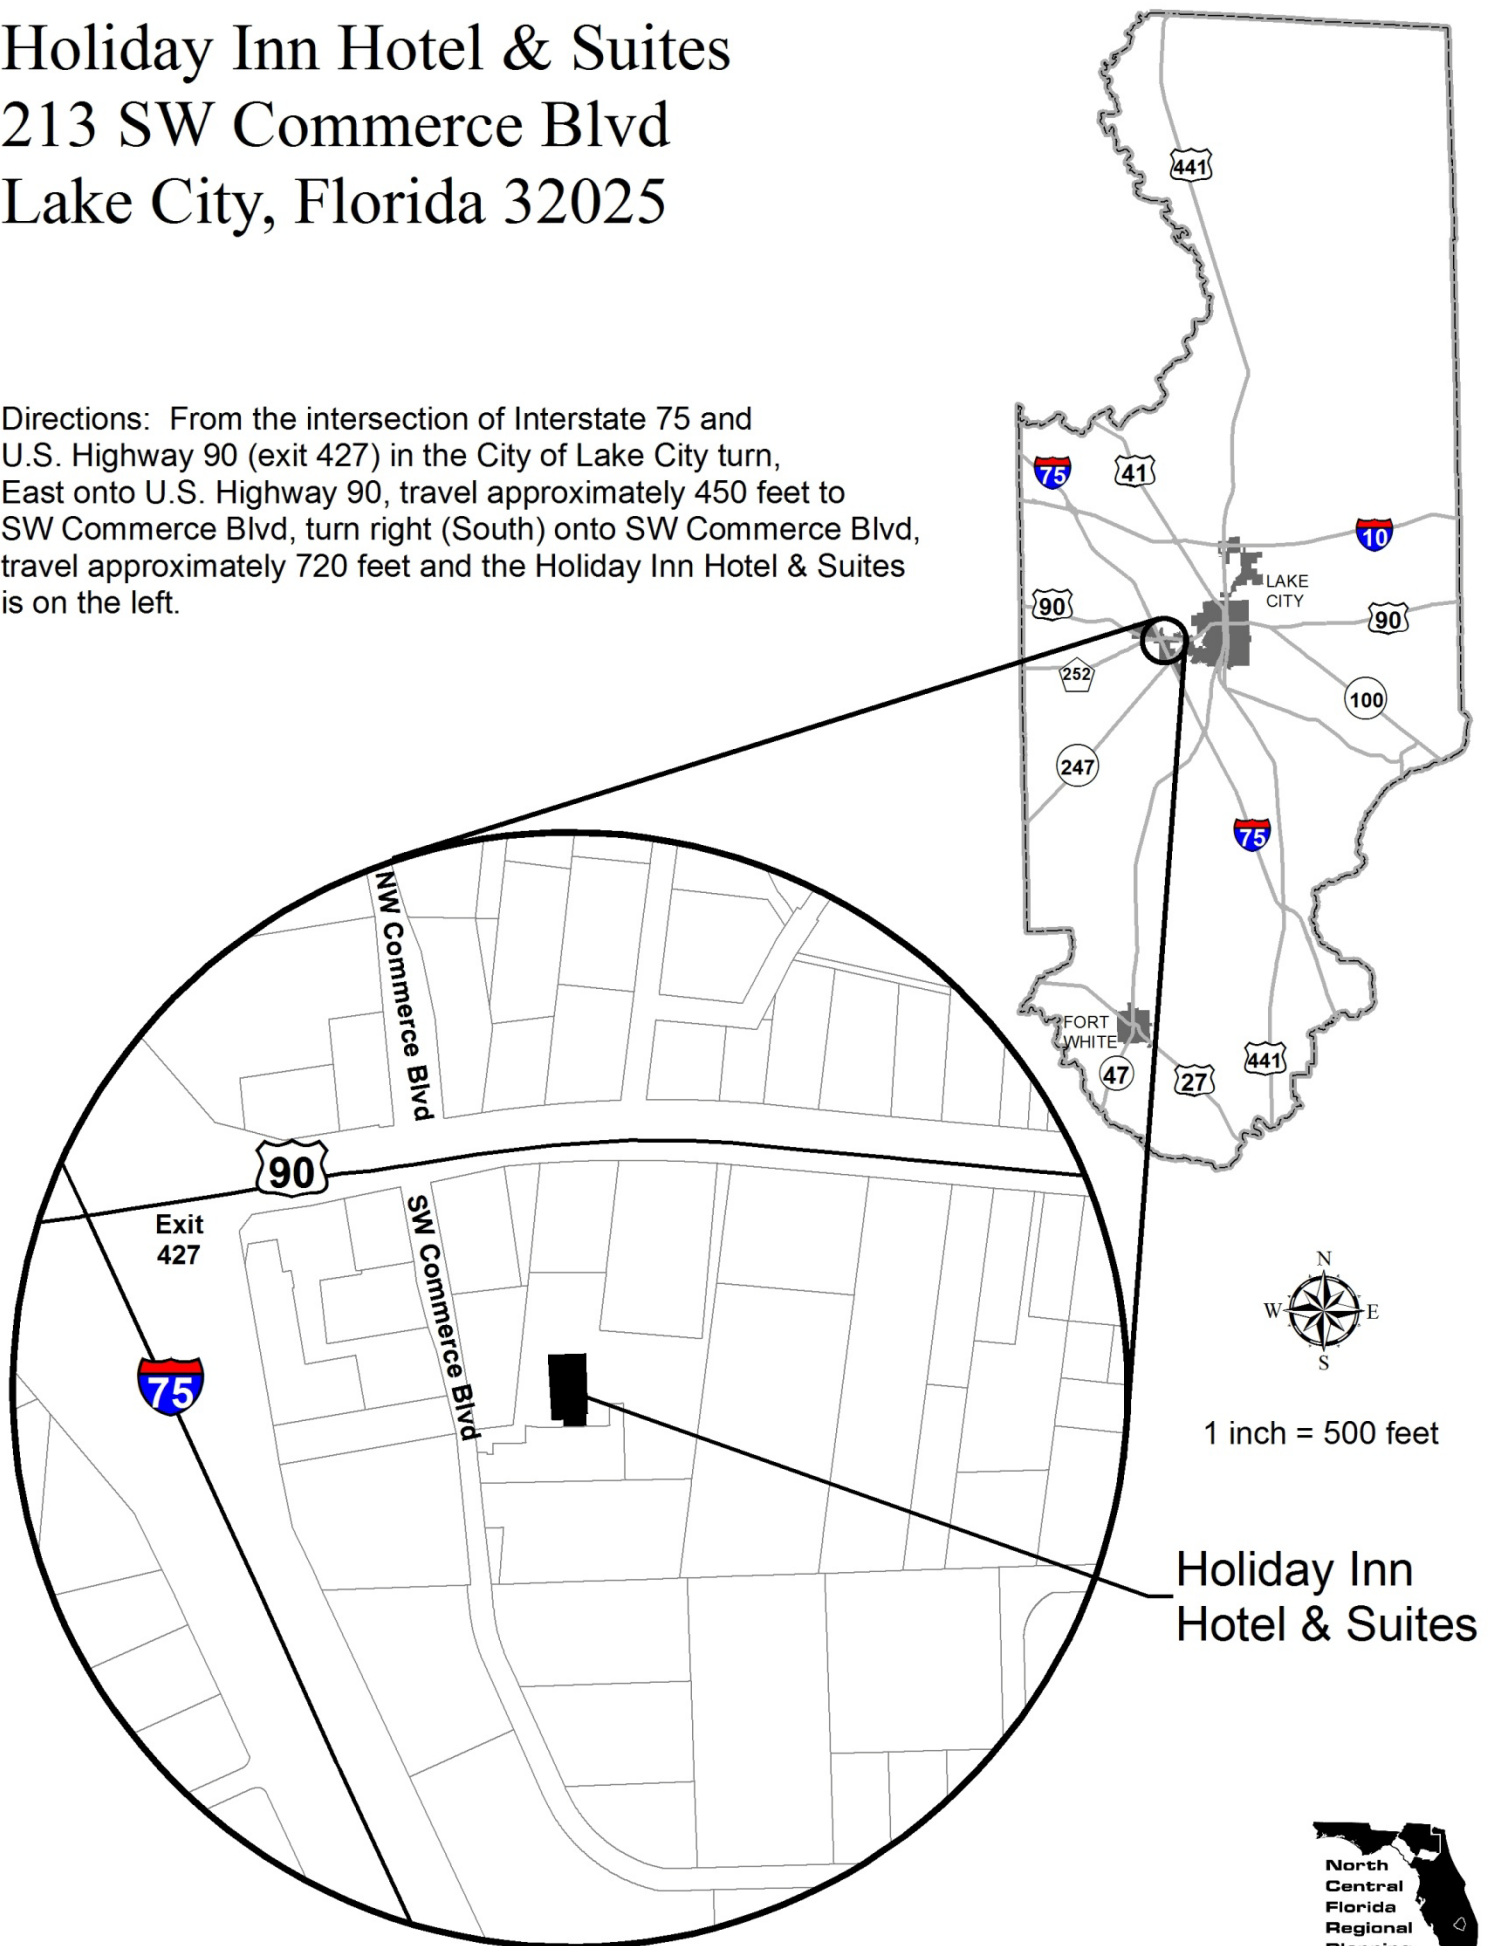 Holiday Inn Hotel & Suites
213 SW Commerce Blvd
Lake City, Florida 32025
Directions:  From the intersection of Interstate 75 and
U.S. Highway 90 (exit 427) in the City of Lake City turn,
East onto U.S. Highway 90, travel approximately 450 feet to
SW Commerce Blvd, turn right (South) onto SW Commerce Blvd,
travel approximately 720 feet and the Holiday Inn Hotel & Suites
is on the left.
441
75
41
10
LAKE
CITY
90
90
252
100
247
75
FORT
WHITE
47
27
441
NW Commerce Blvd
90
Exit
427
SW Commerce Blvd
75
N
W
E
S
1 inch = 500 feet
Holiday Inn
Hotel & Suites
North
Central
Florida
Regional